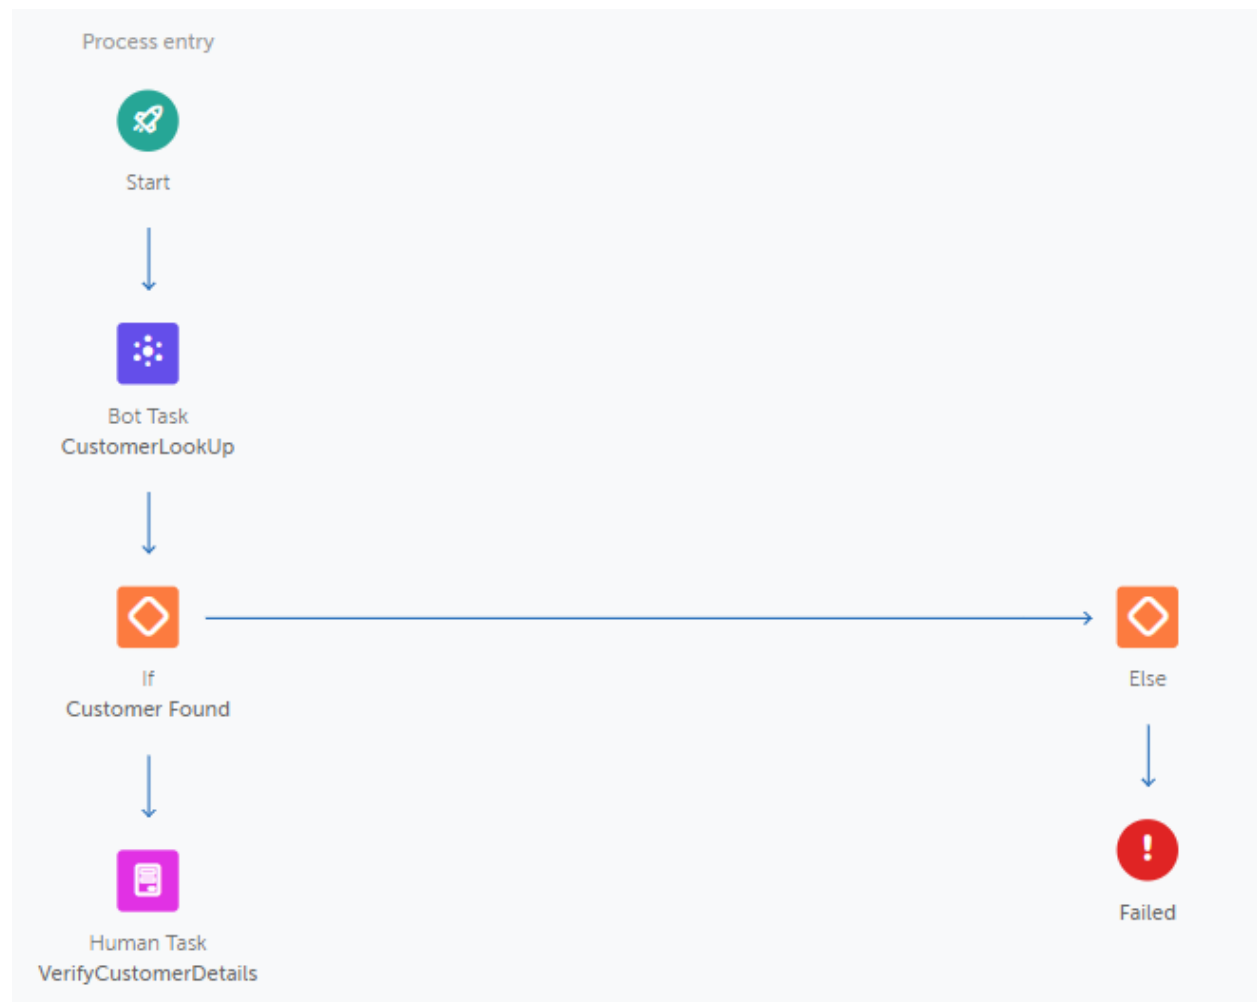 Process entry
Start
Bot Task
CustomerLookUp
If
Customer Found
Else
Human Task
VerifyCustomerDetails
Failed